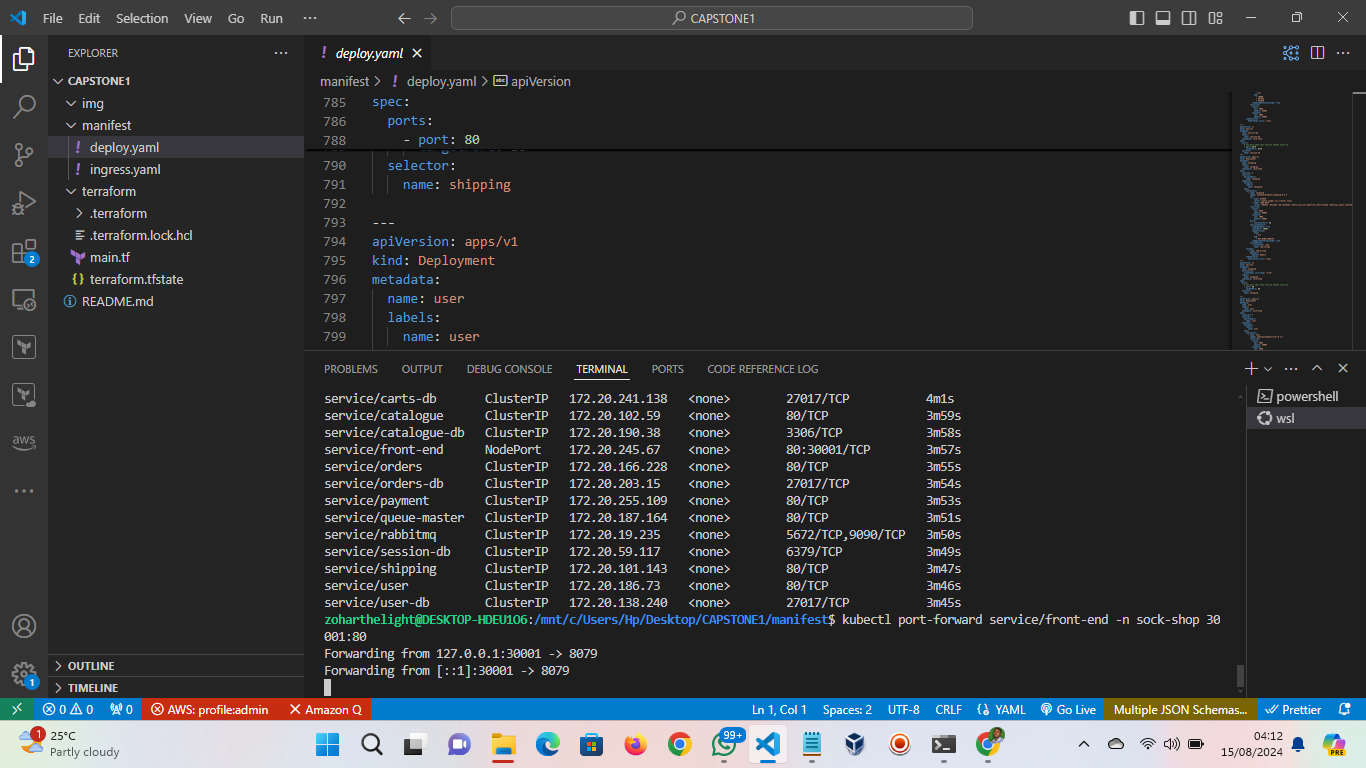 File Edit Selection View Go Run ··· CAPSTONE1
EXPLORER
CAPSTONE1
img
manifest
! deploy.yaml
! ingress.yaml
terraform
.terraform
.terraform.lock.hcl
main.tf
{} terraform.tfstate
README.md
OUTLINE
TIMELINE
2
aws
1
! deploy.yaml
manifest > ! deploy.yaml > abc apiVersion
785 spec:
786 ports:
788 - port: 80
790 selector:
791 name: shipping
792
793 ---
794 apiVersion: apps/v1
795 kind: Deployment
796 metadata:
797 name: user
798 labels:
799 name: user
PROBLEMS OUTPUT DEBUG CONSOLE TERMINAL PORTS CODE REFERENCE LOG
service/carts-db ClusterIP 172.20.241.138 <none> 27017/TCP 4m1s
service/catalogue ClusterIP 172.20.102.59 <none> 80/TCP 3m59s
service/catalogue-db ClusterIP 172.20.190.38 <none> 3306/TCP 3m58s
service/front-end NodePort 172.20.245.67 <none> 80:30001/TCP 3m57s
service/orders ClusterIP 172.20.166.228 <none> 80/TCP 3m55s
service/orders-db ClusterIP 172.20.203.15 <none> 27017/TCP 3m54s
service/payment ClusterIP 172.20.255.109 <none> 80/TCP 3m53s
service/queue-master ClusterIP 172.20.187.164 <none> 80/TCP 3m51s
service/rabbitmq ClusterIP 172.20.19.235 <none> 5672/TCP,9090/TCP 3m50s
service/session-db ClusterIP 172.20.59.117 <none> 6379/TCP 3m49s
service/shipping ClusterIP 172.20.101.143 <none> 80/TCP 3m47s
service/user ClusterIP 172.20.186.73 <none> 80/TCP 3m46s
service/user-db ClusterIP 172.20.138.240 <none> 27017/TCP 3m45s
zoharthelight@DESKTOP-HDEU1O6:/mnt/c/Users/Hp/Desktop/CAPSTONE1/manifest$ kubectl port-forward service/front-end -n sock-shop 30
001:80
Forwarding from 127.0.0.1:30001 -> 8079
Forwarding from [::1]:30001 -> 8079
powershell
wsl
0 0 0 AWS: profile:admin Amazon Q Ln 1, Col 1 Spaces: 2 UTF-8 CRLF {} YAML Go Live Multiple JSON Schemas... Prettier
1
25°C
Partly cloudy
99+
PRE
04:12
15/08/2024